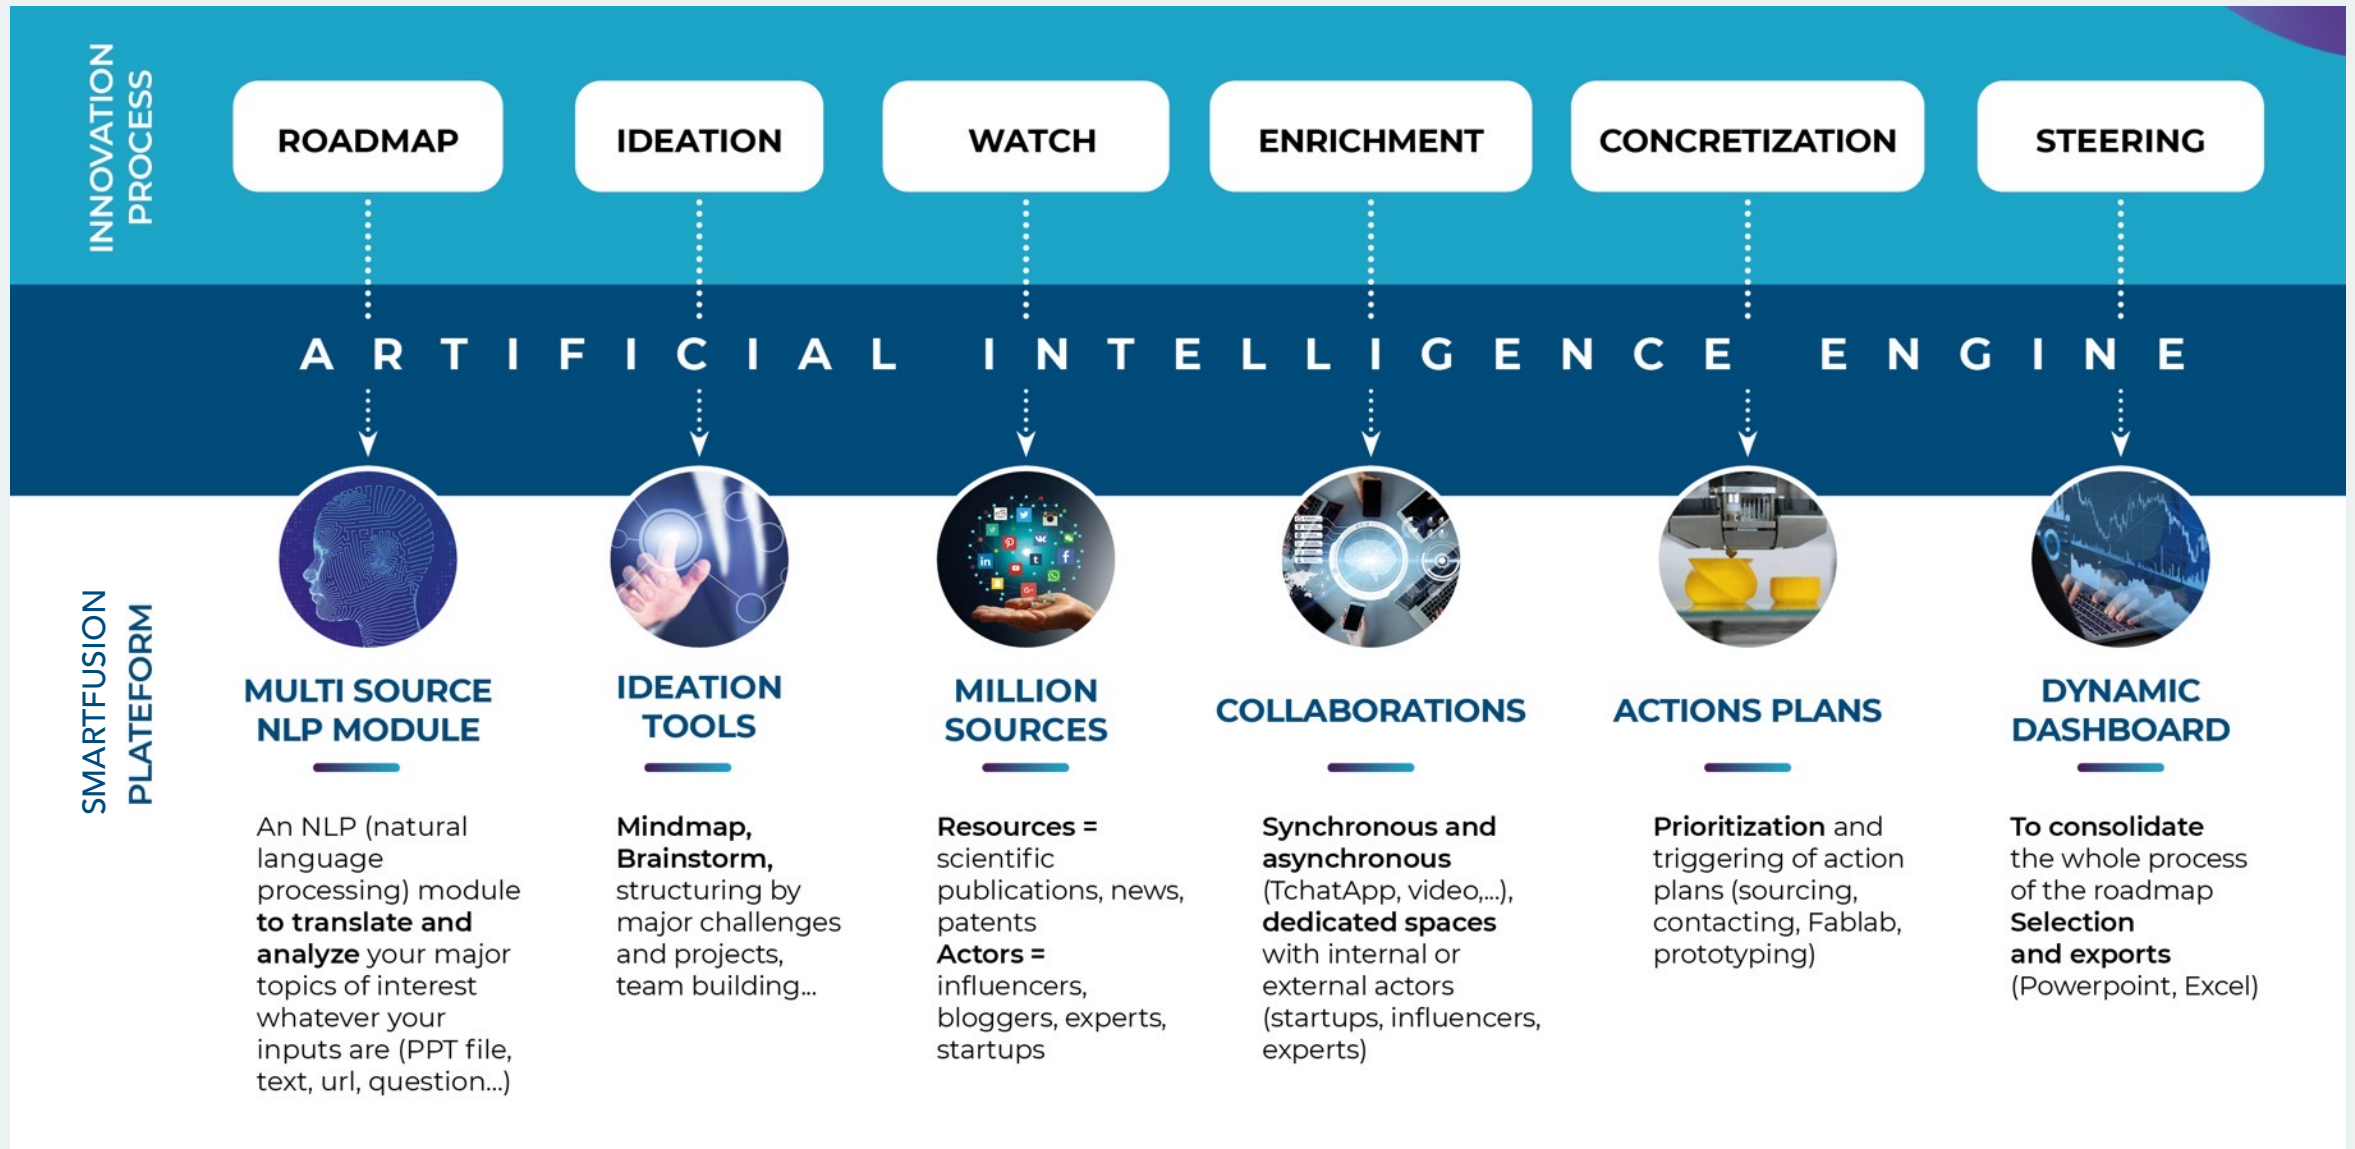 INNOVATION
PROCESS
ROADMAP
IDEATION
WATCH
ENRICHMENT
CONCRETIZATION
STEERING
ARTIFICIAL INTELLIGENCE ENGINE
SMARTFUSION
PLATEFORM
MULTI SOURCE
NLP MODULE
An NLP (natural
language
processing) module
to translate and
analyze your major
topics of interest
whatever your
inputs are (PPT file,
text, url, question...)
IDEATION
TOOLS
Mindmap,
Brainstorm,
structuring by
major challenges
and projects,
team building...
MILLION
SOURCES
Resources =
scientific
publications, news,
patents
Actors =
influencers,
bloggers, experts,
startups
COLLABORATIONS
Synchronous and
asynchronous
(TchatApp, video,...),
dedicated spaces
with internal or
external actors
(startups, influencers,
experts)
ACTIONS PLANS
Prioritization and
triggering of action
plans (sourcing,
contacting, Fablab,
prototyping)
DYNAMIC
DASHBOARD
To consolidate
the whole process
of the roadmap
Selection
and exports
(Powerpoint, Excel)